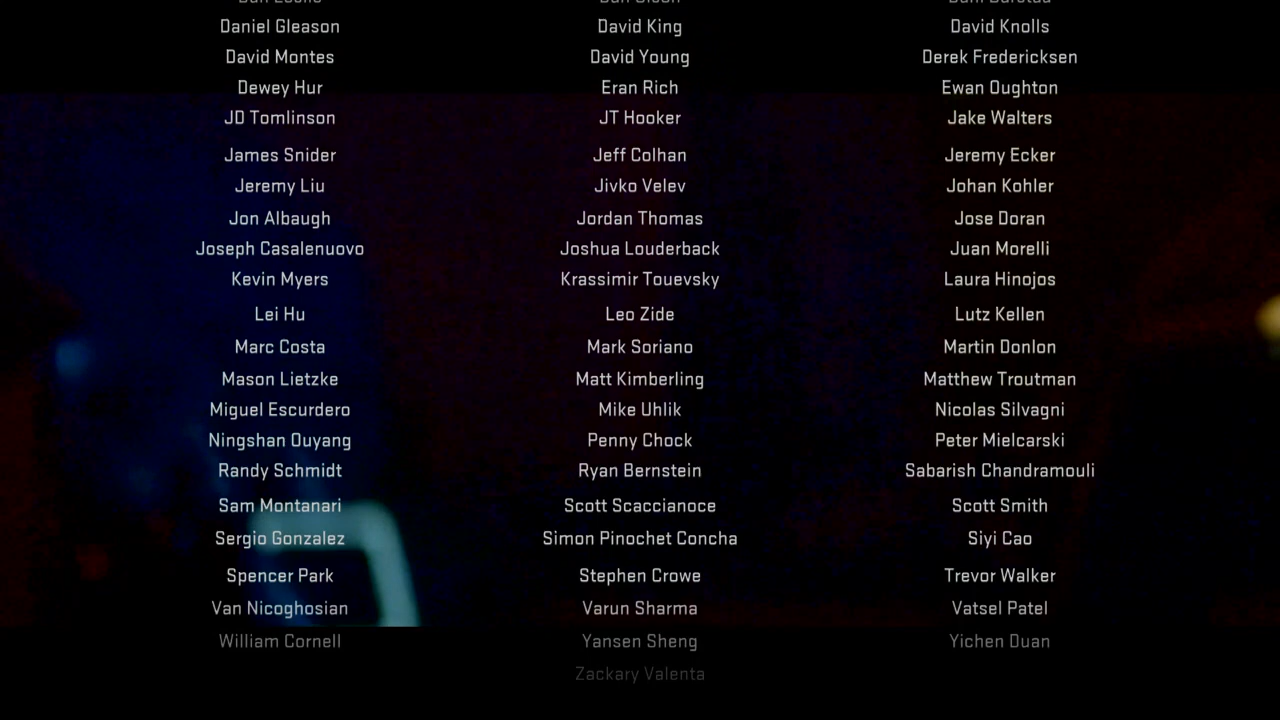 Daniel Gleason David King David Knolls
David Montes David Young Derek Fredericksen
Dewey Hur Eran Rich Ewan Oughton
JD Tomlinson JT Hooker Jake Walters
James Snider Jeff Colhan Jeremy Ecker
Jeremy Liu Jivko Velev Johan Kohler
Jon Albaugh Jordan Thomas Jose Doran
Joseph Casalenuovo Joshua Louderback Juan Morelli
Kevin Myers Krassimir Touevsky Laura Hinojos
Lei Hu Leo Zide Lutz Kellen
Marc Costa Mark Soriano Martin Donlon
Mason Lietzke Matt Kimberling Matthew Troutman
Miguel Escurdero Mike Uhlik Nicolas Silvagni
Ningshan Ouyang Penny Chock Peter Mielcarski
Randy Schmidt Ryan Bernstein Sabarish Chandramouli
Sam Montanari Scott Scaccianoce Scott Smith
Sergio Gonzalez Simon Pinochet Concha Siyi Cao
Spencer Park Stephen Crowe Trevor Walker
Van Nicoghosian Varun Sharma Vatsel Patel
William Cornell Yansen Sheng Yichen Duan
Zackary Valenta